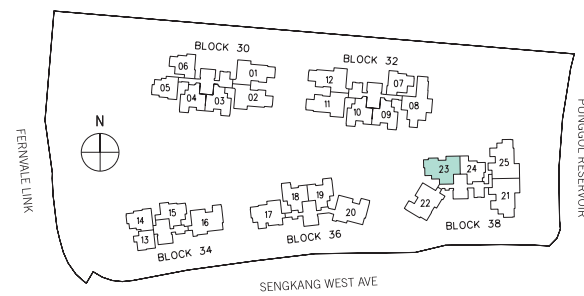 BLOCK 30
06
01
05
04
03
02
BLOCK 32
12
07
11
10
09
08
N
FERNVALE LINK
PUNGGOL RESERVOIR
23
24
25
22
21
BLOCK 38
14
15
16
13
BLOCK 34
18
19
17
20
BLOCK 36
SENGKANG WEST AVE